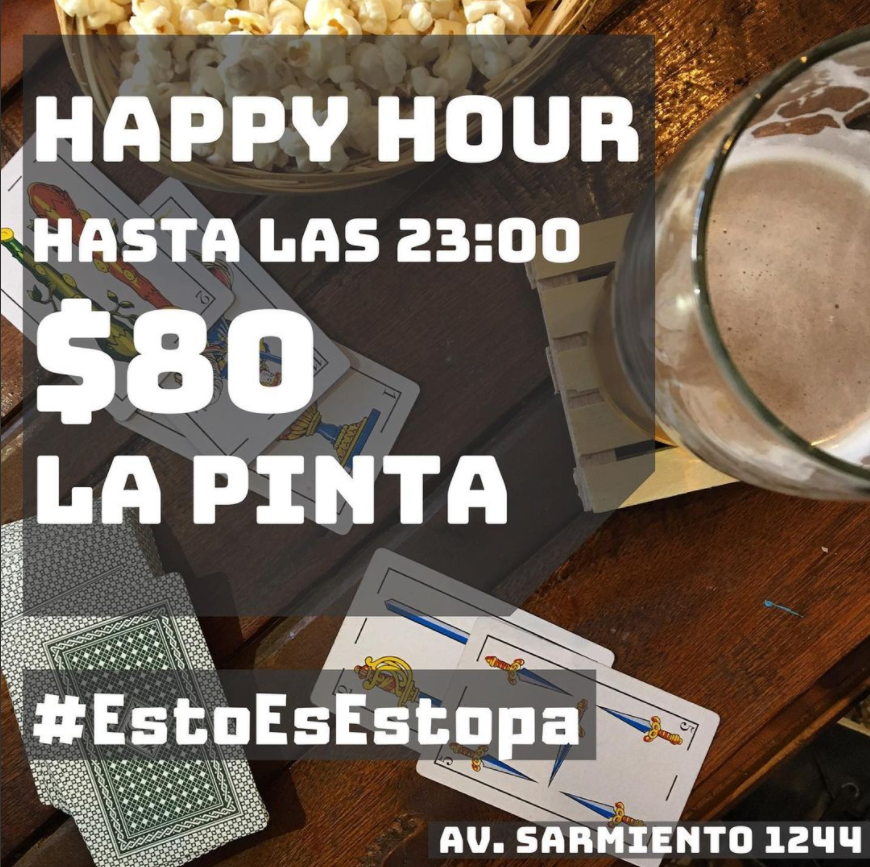 HAPPY HOUR
HASTA LAS 23:00
$80
LA PINTA
#EstoEsEstopa
AV. SARMIENTO 1244